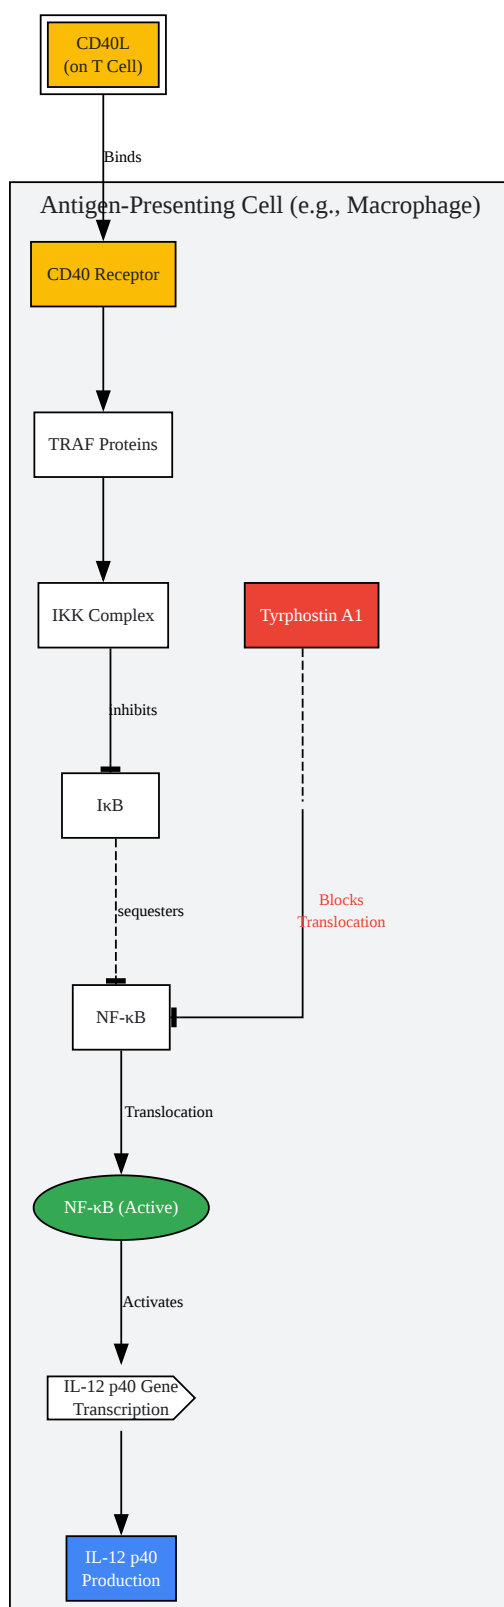 CD40L
(on T Cell)
Binds
Antigen-Presenting Cell (e.g., Macrophage)
CD40 Receptor
TRAF Proteins
IKK Complex
Tyrphostin A1
inhibits
IκB
sequesters
Blocks
Translocation
NF-κB
Translocation
NF-κB (Active)
Activates
IL-12 p40 Gene
Transcription
IL-12 p40
Production